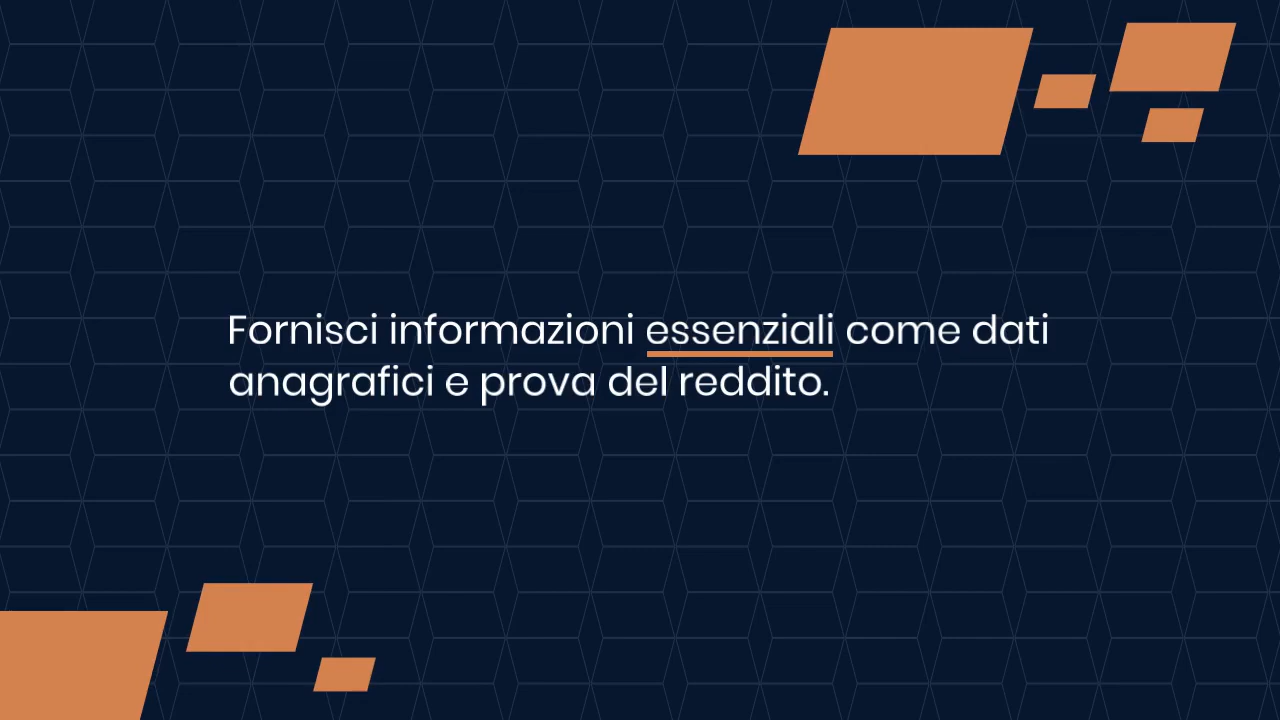 Fornisci informazioni essenziali come dati
anagrafici e prova del reddito.